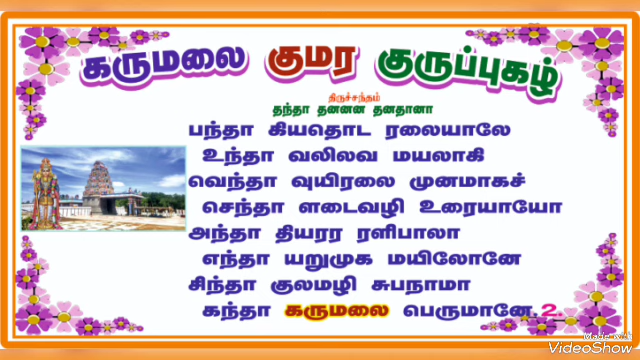 கருமலை குமர குருப்புகழ்
திருச்சந்தம்
தந்தா தனனன தனதானா
பந்தா கியதொட ரலையாலே
உந்தா வலிலவ மயலாகி
வெந்தா வுயிரலை முனமாகச்
செந்தா ளடைவழி உரையாயோ
அந்தா தியரர ரளிபாலா
எந்தா யறுமுக மயிலோனே
சிந்தா குலமழி சுபநாமா
கந்தா கருமலை பெருமானே.2.
Made with
VideoShow